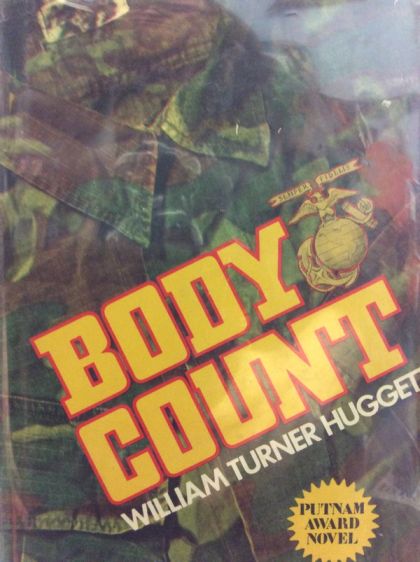 SEMPER FIDELIS
BODY
COUNT
WILLIAM TURNER HUGGET
PUTNAM
AWARD
NOVEL